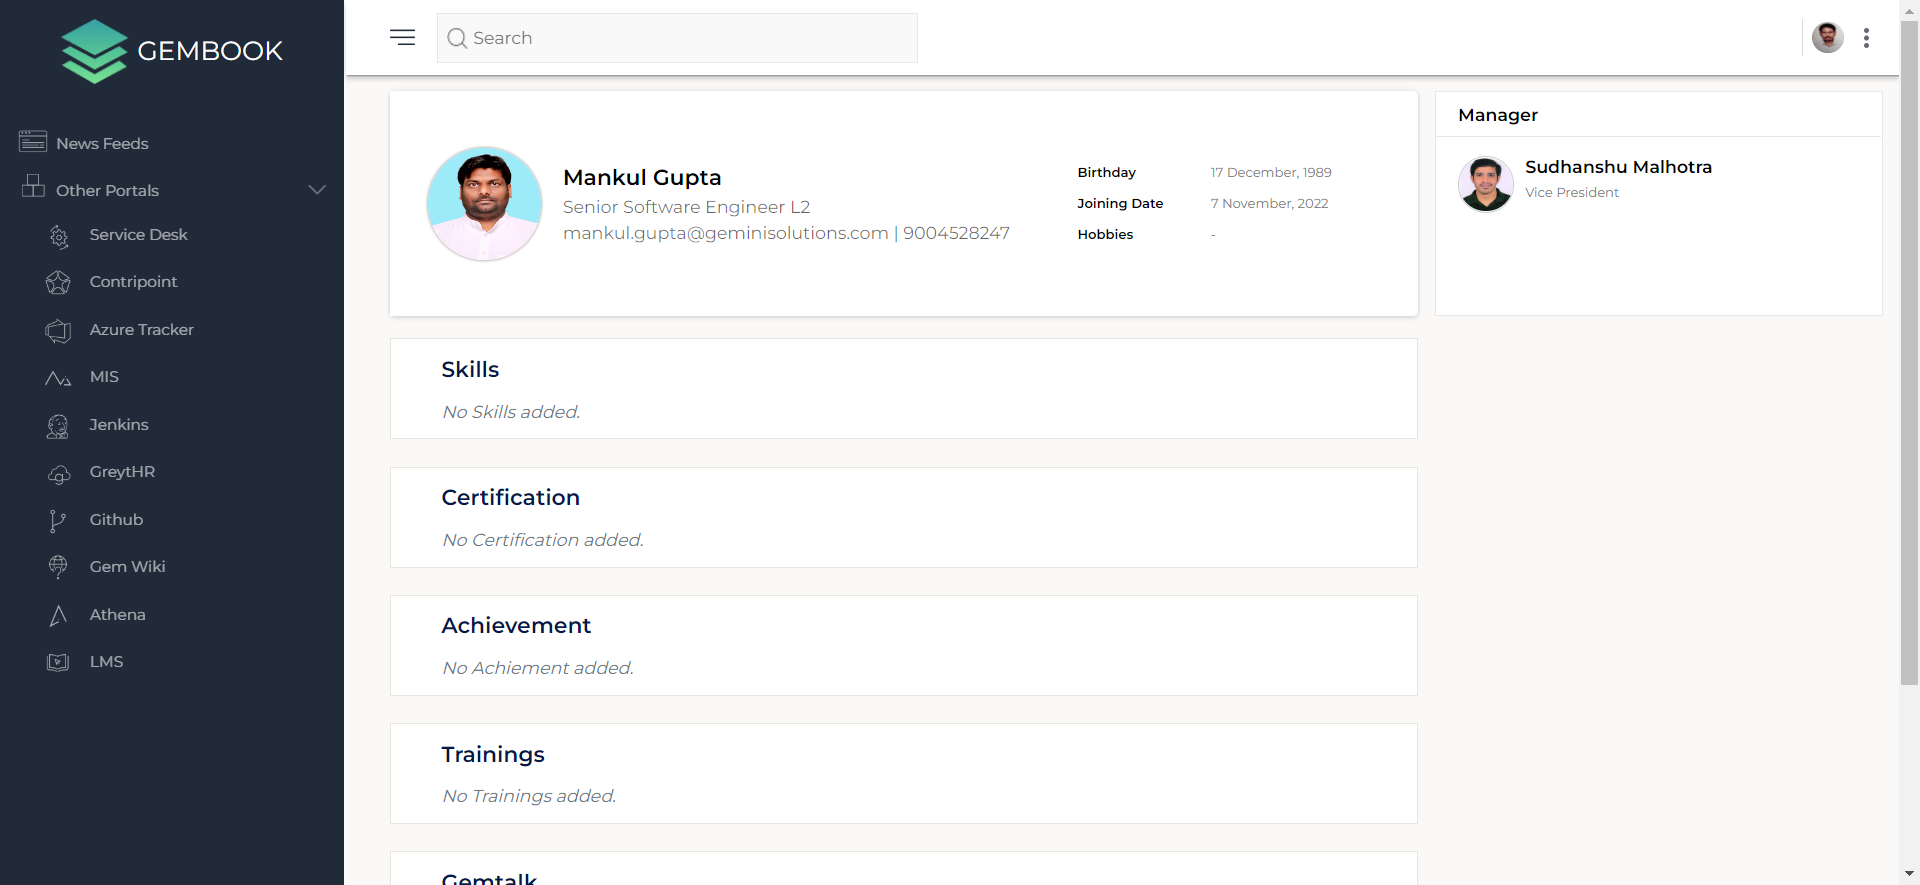 GEMBOOK
News Feeds
Other Portals
Service Desk
Contripoint
Azure Tracker
MIS
Jenkins
GreytHR
Github
Gem Wiki
Athena
LMS
Search
Mankul Gupta
Senior Software Engineer L2
mankul.gupta@geminisolutions.com | 9004528247
Birthday 17 December, 1989
Joining Date 7 November, 2022
Hobbies -
Manager
Sudhanshu Malhotra
Vice President
Skills
No Skills added.
Certification
No Certification added.
Achievement
No Achiement added.
Trainings
No Trainings added.
Gemtalk